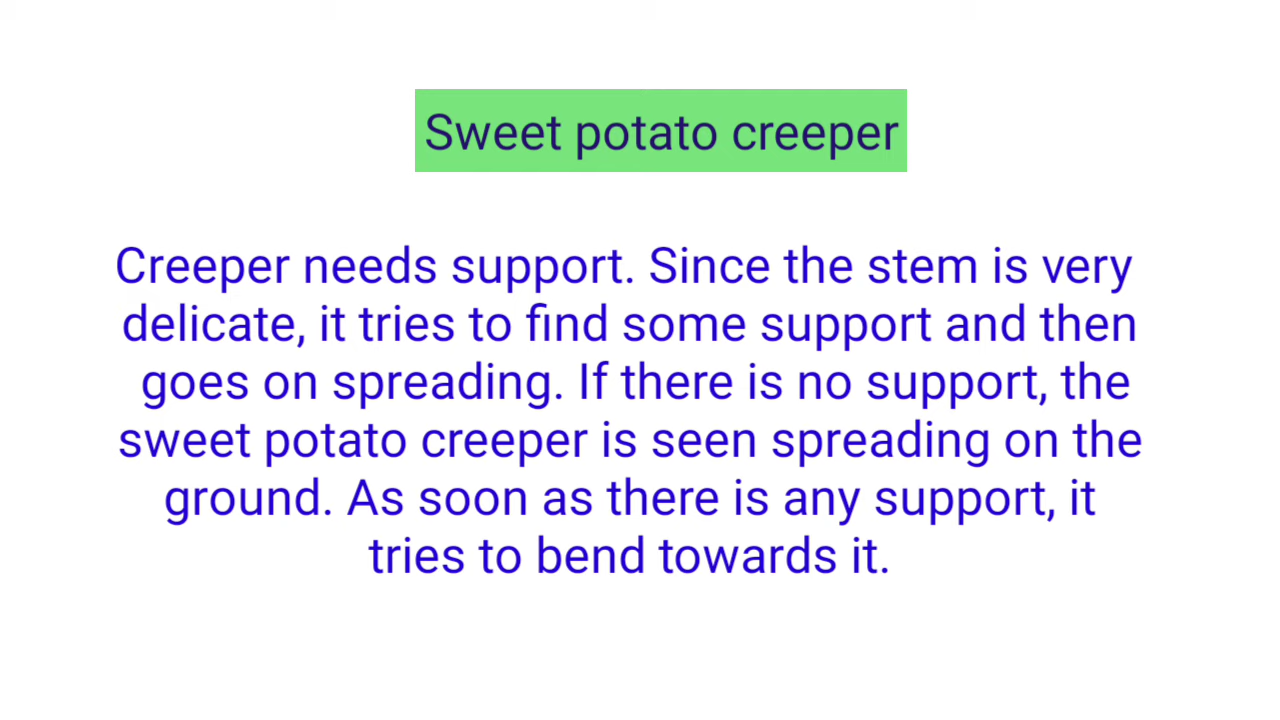 Sweet potato creeper
Creeper needs support. Since the stem is very
delicate, it tries to find some support and then
goes on spreading. If there is no support, the
sweet potato creeper is seen spreading on the
ground. As soon as there is any support, it
tries to bend towards it.